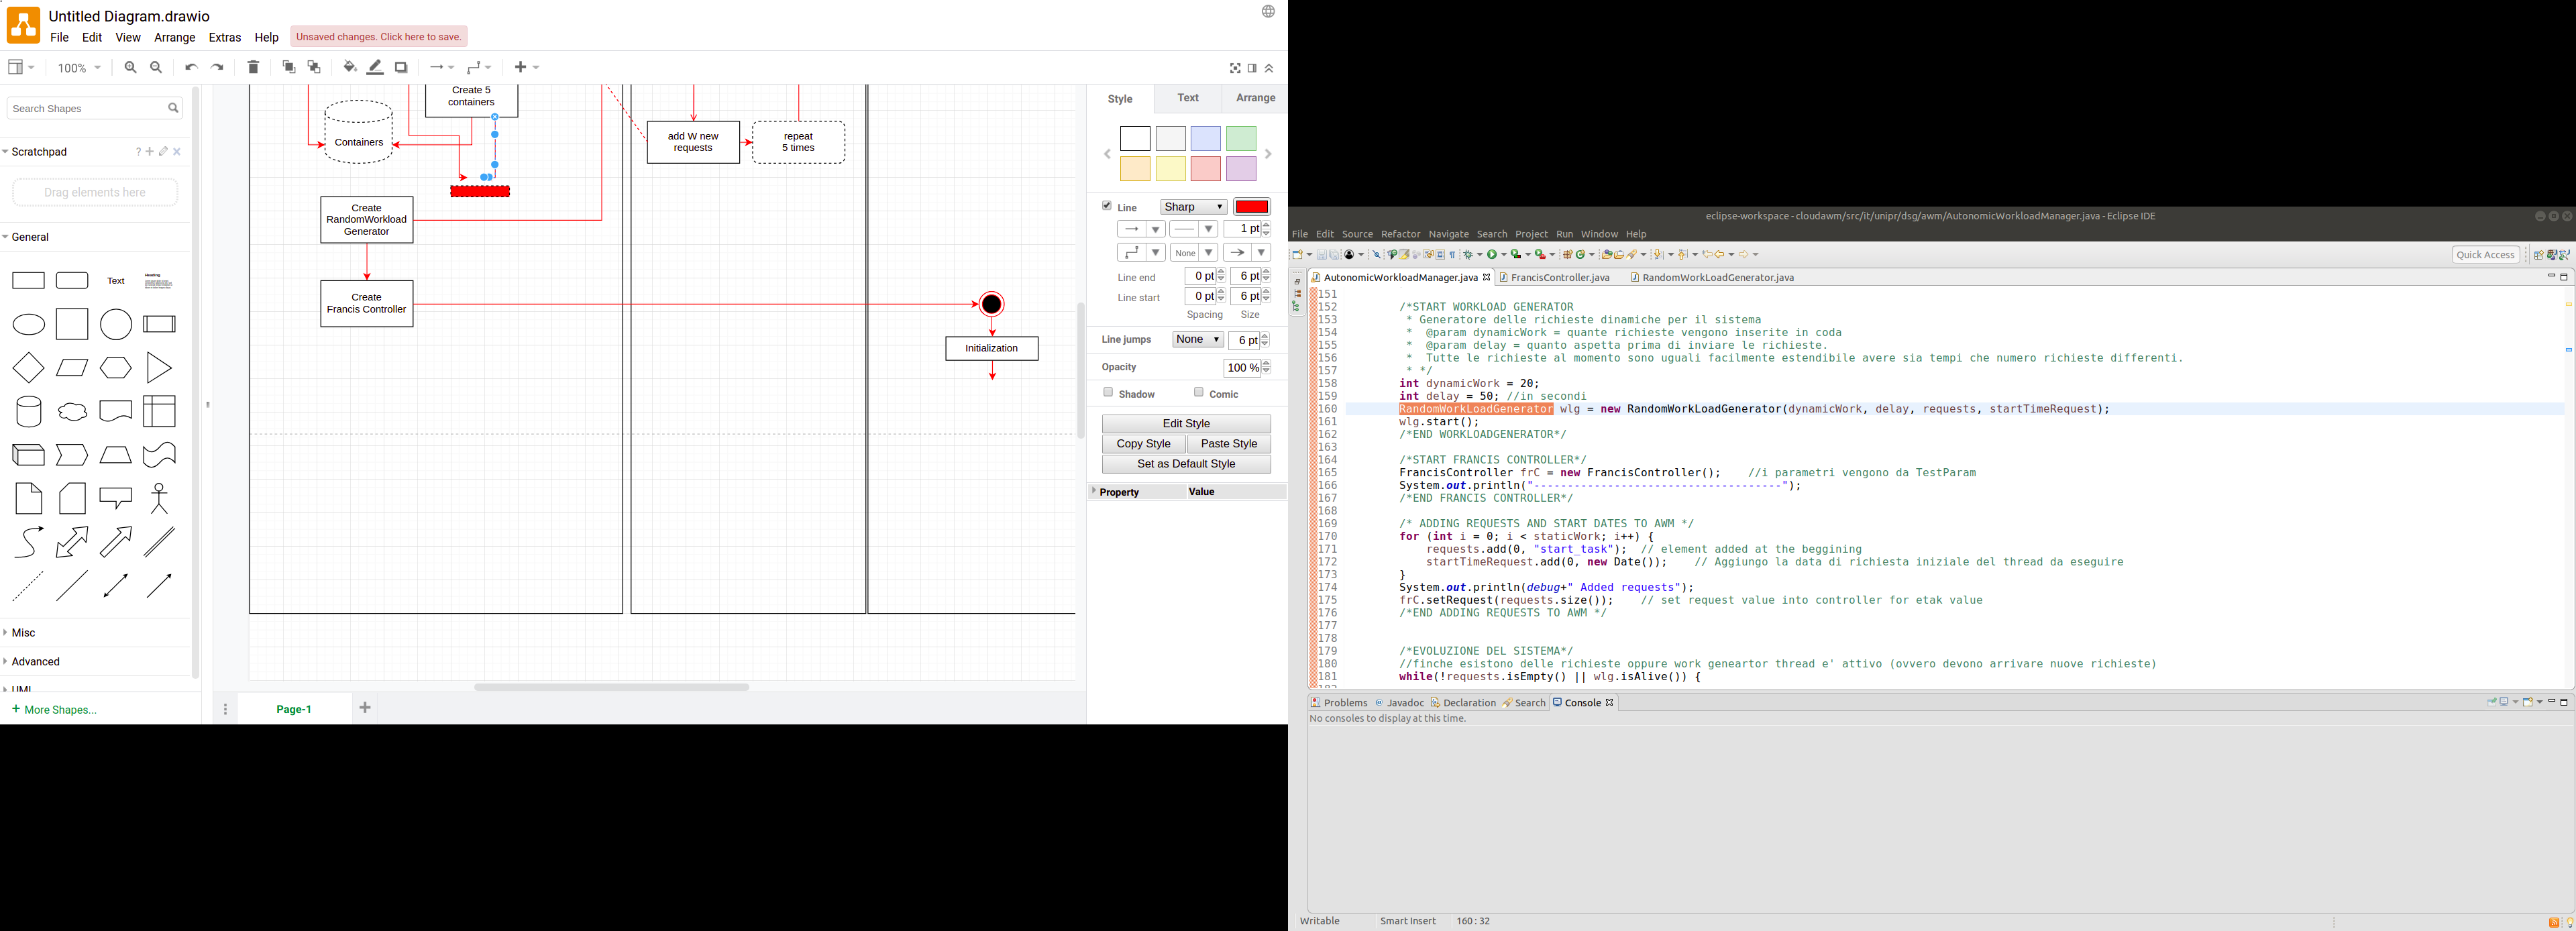 Untitled Diagram.drawio
File Edit View Arrange Extras Help Unsaved changes. Click here to save.
100%
Search Shapes
Scratchpad
?
Drag elements here
General
Text
Heading
Misc
Advanced
UML
+ More Shapes...
Create 5
containers
Containers
add W new
requests
repeat
5 times
Create
RandomWorkload
Generator
Create
Francis Controller
Initialization
Page-1
Style Text Arrange
Line Sharp
1 pt
None
Line end 0 pt 6 pt
Line start 0 pt 6 pt
Spacing Size
Line jumps None 6 pt
Opacity 100 %
Shadow Comic
Edit Style
Copy Style Paste Style
Set as Default Style
Property Value
eclipse-workspace - cloudawm/src/it/unipr/dsg/awm/AutonomicWorkloadManager.java - Eclipse IDE
File Edit Source Refactor Navigate Search Project Run Window Help
Quick Access
AutonomicWorkloadManager.java FrancisController.java RandomWorkLoadGenerator.java
151
152 /*START WORKLOAD GENERATOR
153 * Generatore delle richieste dinamiche per il sistema
154 * @param dynamicWork = quante richieste vengono inserite in coda
155 * @param delay = quanto aspetta prima di inviare le richieste.
156 * Tutte le richieste al momento sono uguali facilmente estendibile avere sia tempi che numero richieste differenti.
157 * */
158 int dynamicWork = 20;
159 int delay = 50; //in secondi
160 RandomWorkLoadGenerator wlg = new RandomWorkLoadGenerator(dynamicWork, delay, requests, startTimeRequest);
161 wlg.start();
162 /*END WORKLOADGENERATOR*/
163
164 /*START FRANCIS CONTROLLER*/
165 FrancisController frC = new FrancisController(); //i parametri vengono da TestParam
166 System.out.println("-------------------------------------");
167 /*END FRANCIS CONTROLLER*/
168
169 /* ADDING REQUESTS AND START DATES TO AWM */
170 for (int i = 0; i < staticWork; i++) {
171 requests.add(0, "start_task"); // element added at the beggining
172 startTimeRequest.add(0, new Date()); // Aggiungo la data di richiesta iniziale del thread da eseguire
173 }
174 System.out.println(debug+" Added requests");
175 frC.setRequest(requests.size()); // set request value into controller for etak value
176 /*END ADDING REQUESTS TO AWM */
177
178
179 /*EVOLUZIONE DEL SISTEMA*/
180 //finche esistono delle richieste oppure work geneartor thread e' attivo (ovvero devono arrivare nuove richieste)
181 while(!requests.isEmpty() || wlg.isAlive()) {
Problems Javadoc Declaration Search Console
No consoles to display at this time.
Writable Smart Insert 160 : 32